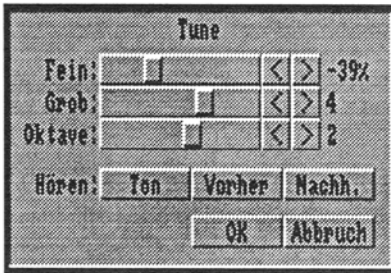 Tune
Fein: < > -39%
Grob: < > 4
Oktave: < > 2
Hören: Ton Vorher Nachh.
OK Abbruch